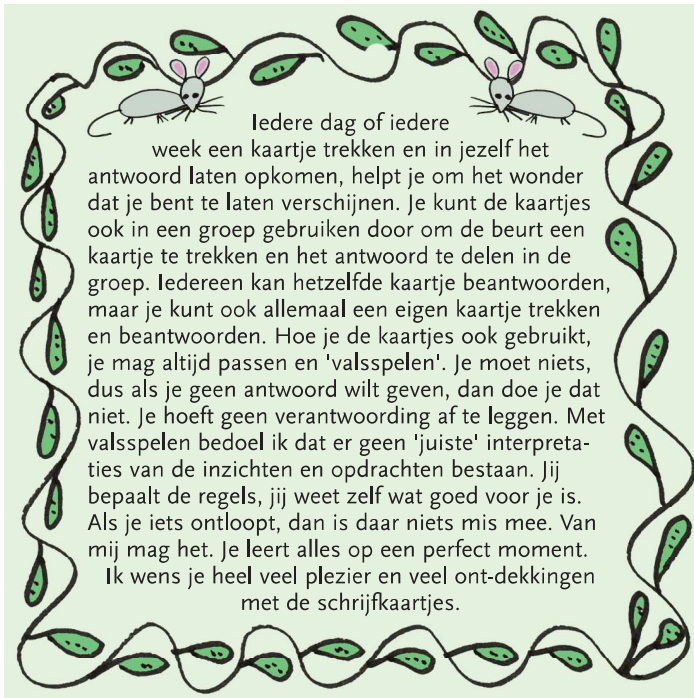 Iedere dag of iedere
week een kaartje trekken en in jezelf het
antwoord laten opkomen, helpt je om het wonder
dat je bent te laten verschijnen. Je kunt de kaartjes
ook in een groep gebruiken door om de beurt een
kaartje te trekken en het antwoord te delen in de
groep. Iedereen kan hetzelfde kaartje beantwoorden,
maar je kunt ook allemaal een eigen kaartje trekken
en beantwoorden. Hoe je de kaartjes ook gebruikt,
je mag altijd passen en 'valsspelen'. Je moet niets,
dus als je geen antwoord wilt geven, dan doe je dat
niet. Je hoeft geen verantwoording af te leggen. Met
valsspelen bedoel ik dat er geen 'juiste' interpreta-
ties van de inzichten en opdrachten bestaan. Jij
bepaalt de regels, jij weet zelf wat goed voor je is.
Als je iets ontloopt, dan is daar niets mis mee. Van
mij mag het. Je leert alles op een perfect moment.
Ik wens je heel veel plezier en veel ont-dekkingen
met de schrijfkaartjes.